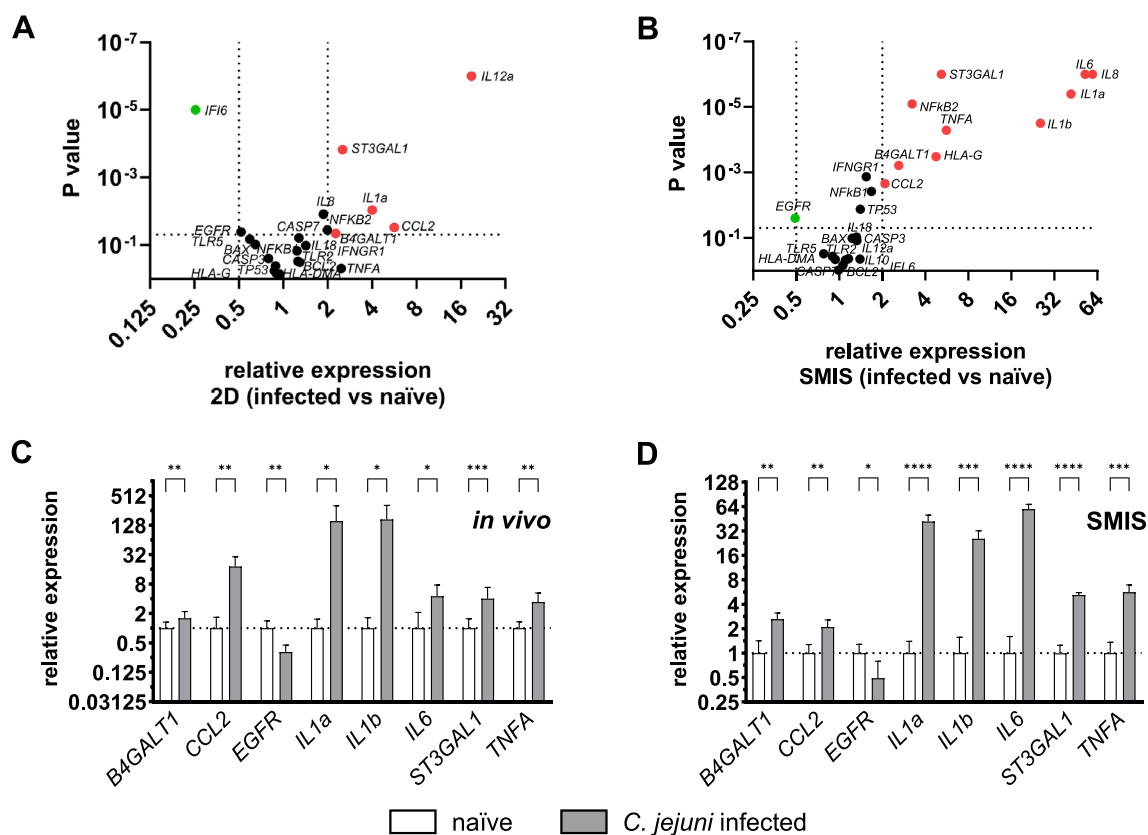 A
P value
10-7
10-5
10-3
10-1
IL12a
IFI6
ST3GAL1
IL1a
IL8
CCL2
EGFR
CASP7
NFKB2
TLR5
B4GALT1
BAX
NFKB1
IL18
IFNGR1
CASP3
TLR2
BCL2
HLA-G
TP53
HLA-DMA
TNFA
0.125
0.25
0.5
1
2
4
8
16
32
relative expression
2D (infected vs naïve)
B
P value
10-7
10-5
10-3
10-1
ST3GAL1
IL6
IL8
IL1a
NFkB2
TNFA
IL1b
IFNGR1
B4GALT1
HLA-G
NFkB1
CCL2
EGFR
TP53
IL18
BAX
CASP3
TLR5
TLR2
IL12a
HLA-DMA
IL10
CASP7
BCL2
IFL6
0.25
0.5
1
2
4
8
16
32
64
relative expression
SMIS (infected vs naïve)
C
** ** ** * * * *** **
in vivo
relative expression
512
128
32
8
2
0.5
0.125
0.03125
B4GALT1
CCL2
EGFR
IL1a
IL1b
IL6
ST3GAL1
TNFA
D
** ** * **** *** **** **** ***
SMIS
relative expression
128
64
32
16
8
4
2
1
0.5
0.25
B4GALT1
CCL2
EGFR
IL1a
IL1b
IL6
ST3GAL1
TNFA
naïve
C. jejuni infected